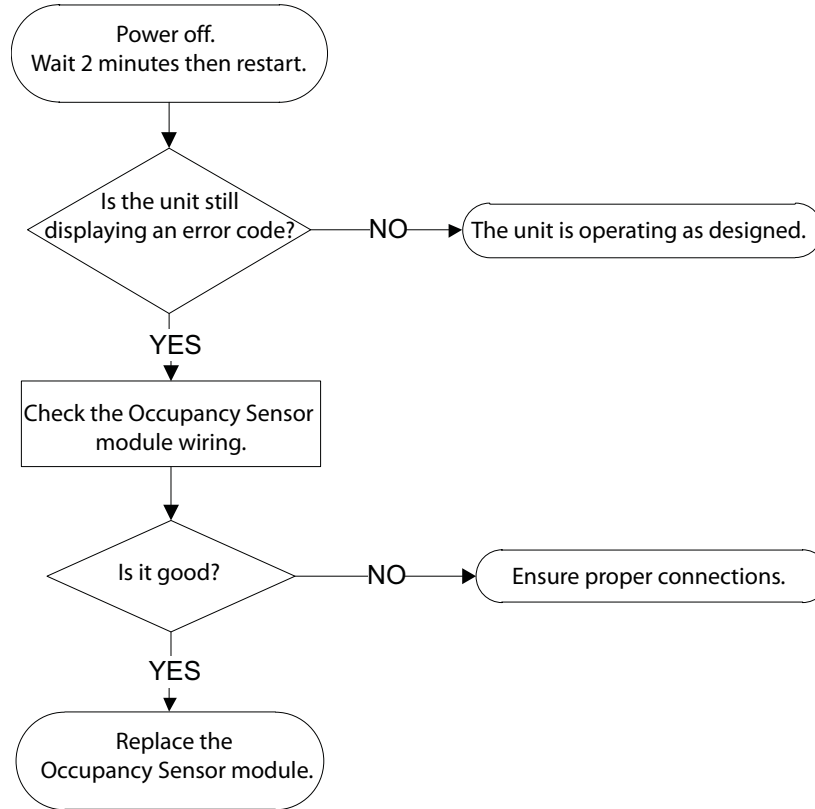 Power off.
Wait 2 minutes then restart.
Is the unit still
displaying an error code?
NO
The unit is operating as designed.
YES
Check the Occupancy Sensor
module wiring.
Is it good?
NO
Ensure proper connections.
YES
Replace the
Occupancy Sensor module.